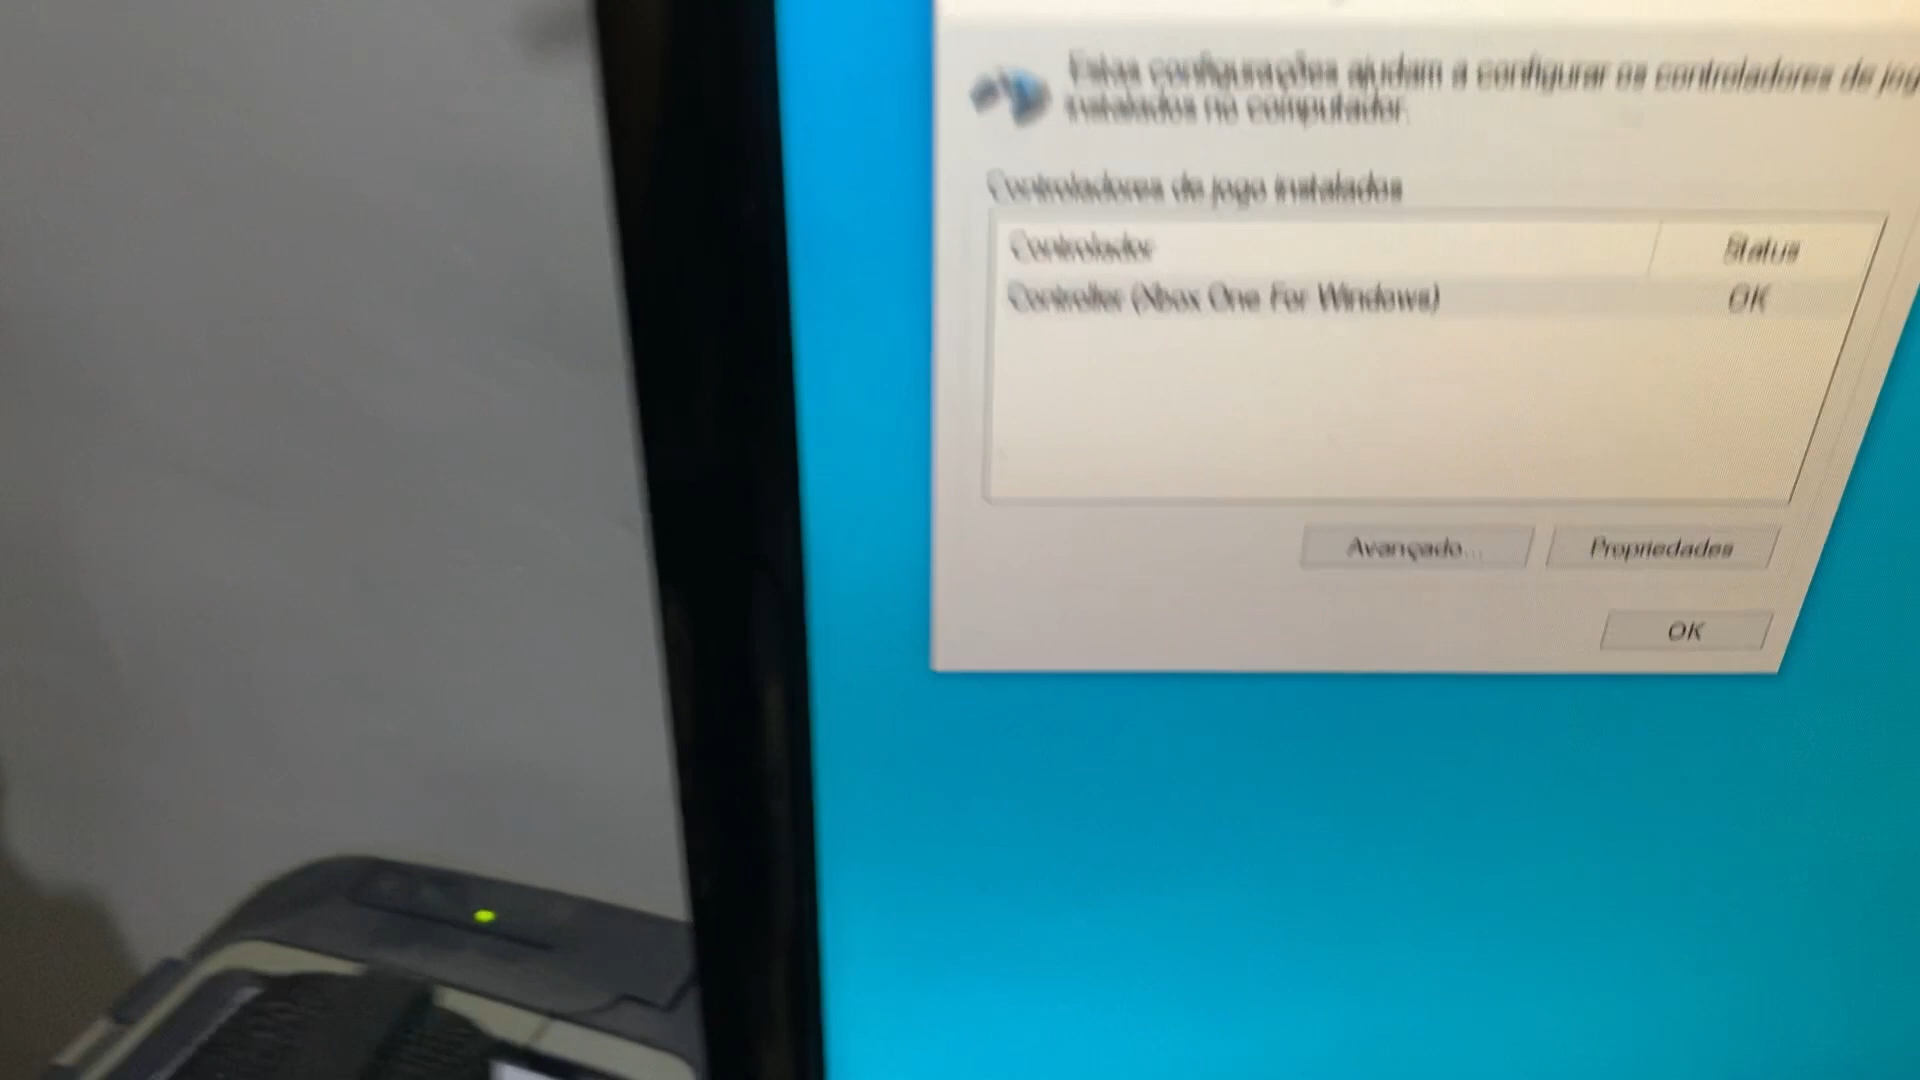 Estas configurações ajudam a configurar os controladores de jog
instalados no computador.
Controladores de jogo instalados
Controlador Status
Controller (Xbox One For Windows) OK
Avançado... Propriedades
OK